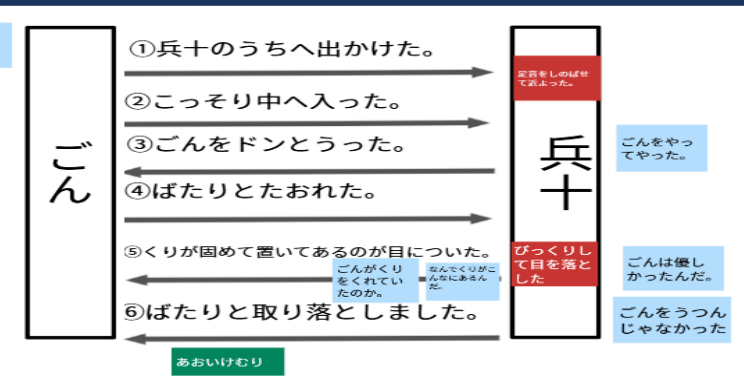 ごん
①兵十のうちへ出かけた。
②こっそり中へ入った。
③ごんをドンとうった。
④ばたりとたおれた。
⑤くりが固めて置いてあるのが目についた。
ごんがくり
をくれてい
たのか。
なんでくりがこ
んなにあるん
だ。
⑥ばたりと取り落としました。
あおいけむり
兵十
足音をしのばせ
て近よった。
びっくりし
て目を落と
した
ごんをやっ
てやった。
ごんは優し
かったんだ。
ごんをうつん
じゃなかった